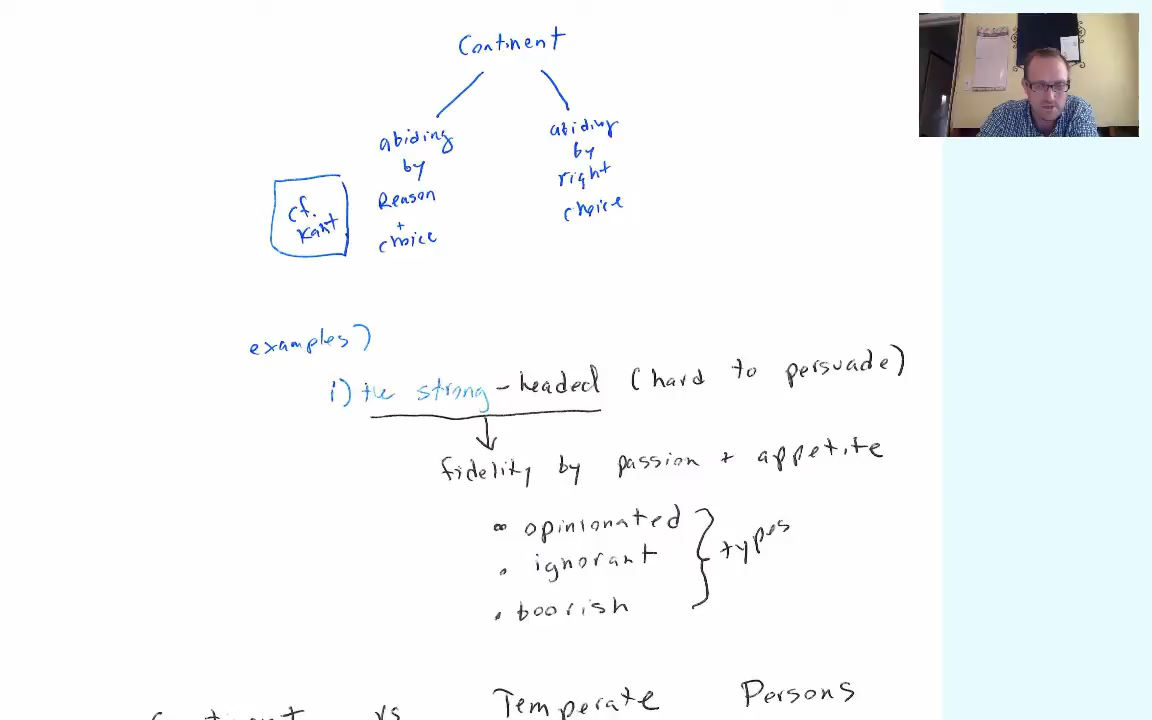 Continent
abiding
by
Reason
+
choice
abiding
by
right
choice
cf.
Kant
examples)
1) the strong-headed (hard to persuade)
fidelity by passion + appetite
• opinionated
• ignorant
• boorish
types
Continent vs Temperate Persons